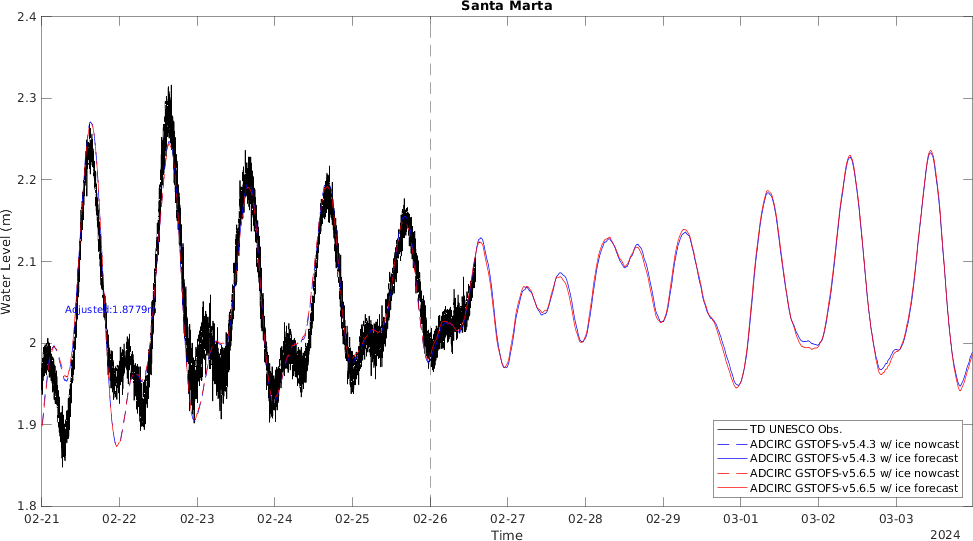 Santa Marta
2.4
2.3
2.2
2.1
2
1.9
1.8
Water Level (m)
Adjusted:1.8779m
TD UNESCO Obs.
ADCIRC GSTOFS-v5.4.3 w/ ice nowcast
ADCIRC GSTOFS-v5.4.3 w/ ice forecast
ADCIRC GSTOFS-v5.6.5 w/ ice nowcast
ADCIRC GSTOFS-v5.6.5 w/ ice forecast
02-21 02-22 02-23 02-24 02-25 02-26 02-27 02-28 02-29 03-01 03-02 03-03
Time
2024